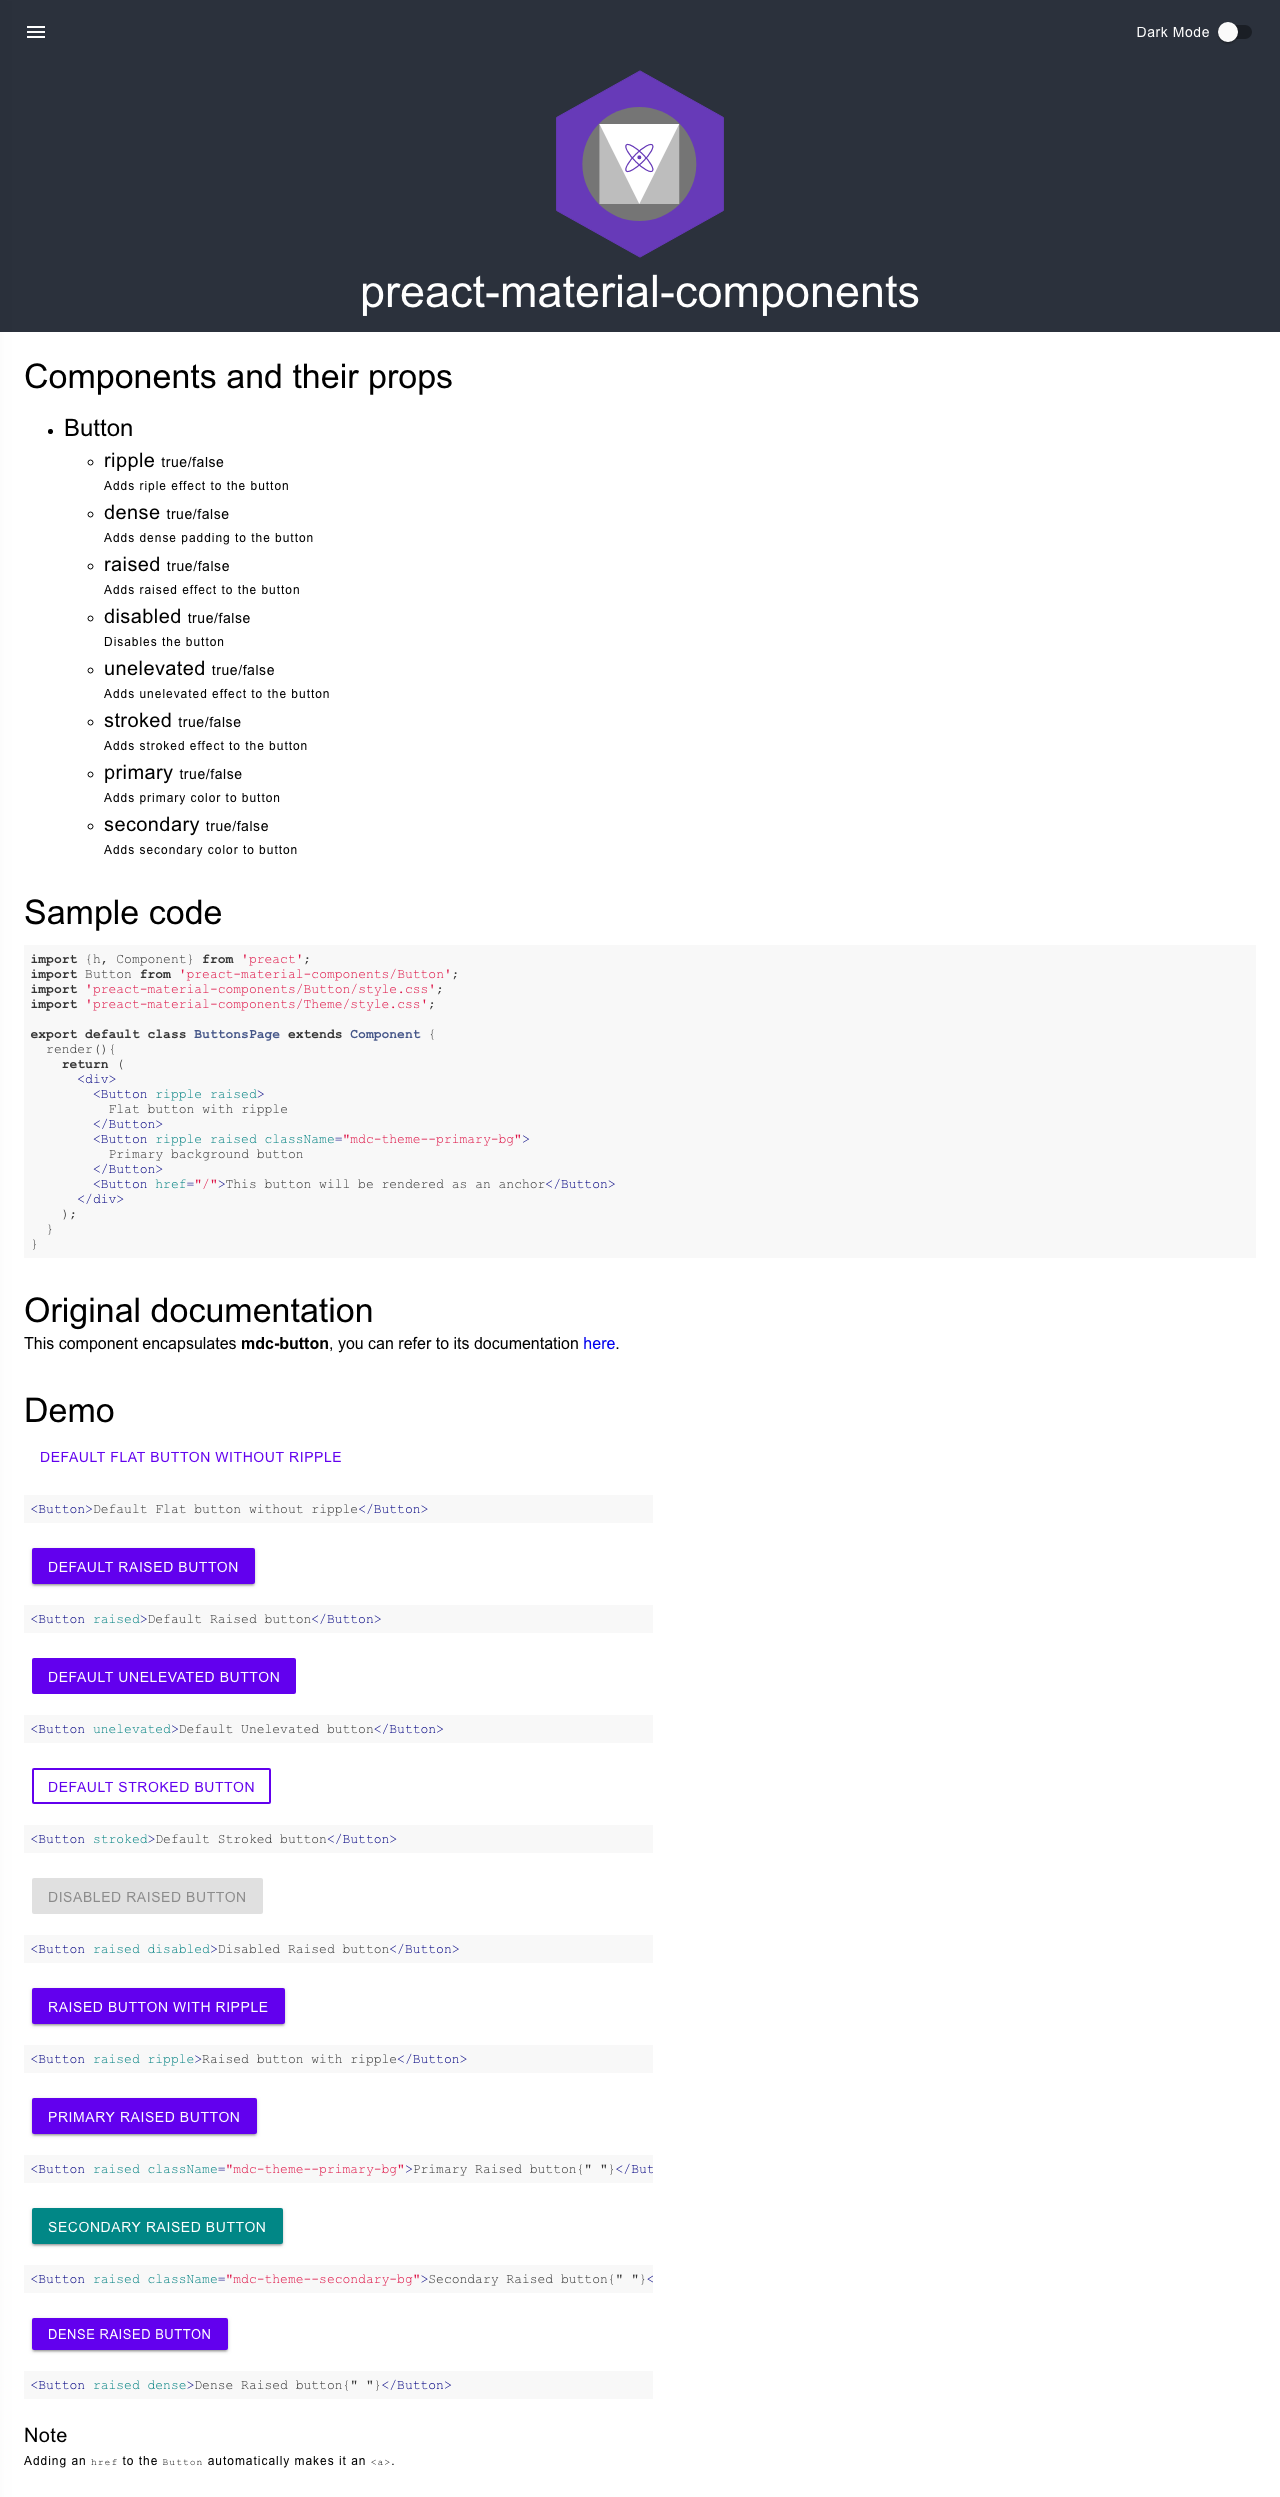 Dark Mode
preact-material-components
Components and their props
Button
ripple true/false
Adds riple effect to the button
dense true/false
Adds dense padding to the button
raised true/false
Adds raised effect to the button
disabled true/false
Disables the button
unelevated true/false
Adds unelevated effect to the button
stroked true/false
Adds stroked effect to the button
primary true/false
Adds primary color to button
secondary true/false
Adds secondary color to button
Sample code
import {h, Component} from 'preact';
import Button from 'preact-material-components/Button';
import 'preact-material-components/Button/style.css';
import 'preact-material-components/Theme/style.css';
export default class ButtonsPage extends Component {
render(){
return (
<div>
<Button ripple raised>
Flat button with ripple
</Button>
<Button ripple raised className="mdc-theme--primary-bg">
Primary background button
</Button>
<Button href="/">This button will be rendered as an anchor</Button>
</div>
);
}
}
Original documentation
This component encapsulates mdc-button, you can refer to its documentation here.
Demo
DEFAULT FLAT BUTTON WITHOUT RIPPLE
<Button>Default Flat button without ripple</Button>
DEFAULT RAISED BUTTON
<Button raised>Default Raised button</Button>
DEFAULT UNELEVATED BUTTON
<Button unelevated>Default Unelevated button</Button>
DEFAULT STROKED BUTTON
<Button stroked>Default Stroked button</Button>
DISABLED RAISED BUTTON
<Button raised disabled>Disabled Raised button</Button>
RAISED BUTTON WITH RIPPLE
<Button raised ripple>Raised button with ripple</Button>
PRIMARY RAISED BUTTON
<Button raised className="mdc-theme--primary-bg">Primary Raised button{" "}</But
SECONDARY RAISED BUTTON
<Button raised className="mdc-theme--secondary-bg">Secondary Raised button{" "}<
DENSE RAISED BUTTON
<Button raised dense>Dense Raised button{" "}</Button>
Note
Adding an href to the Button automatically makes it an <a>.